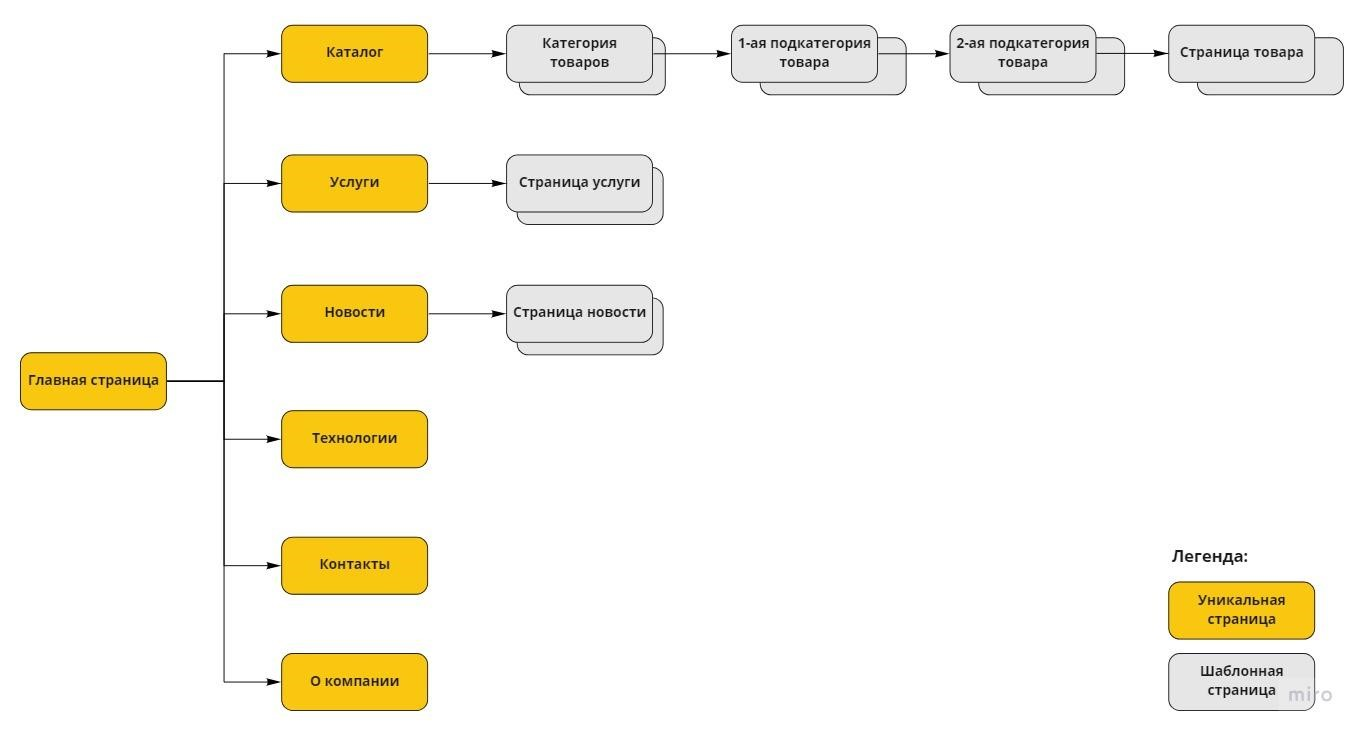 Каталог
Категория
товаров
1-ая подкатегория
товара
2-ая подкатегория
товара
Страница товара
Услуги
Страница услуги
Новости
Страница новости
Главная страница
Технологии
Контакты
О компании
Легенда:
Уникальная
страница
Шаблонная
страница
miro